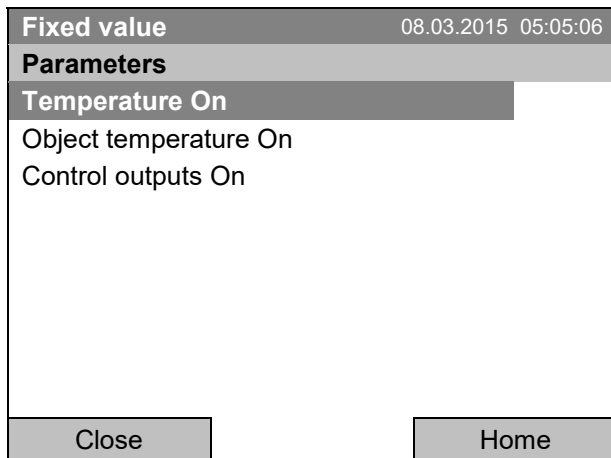 Fixed value 08.03.2015 05:05:06
Parameters
Temperature On
Object temperature On
Control outputs On
Close Home